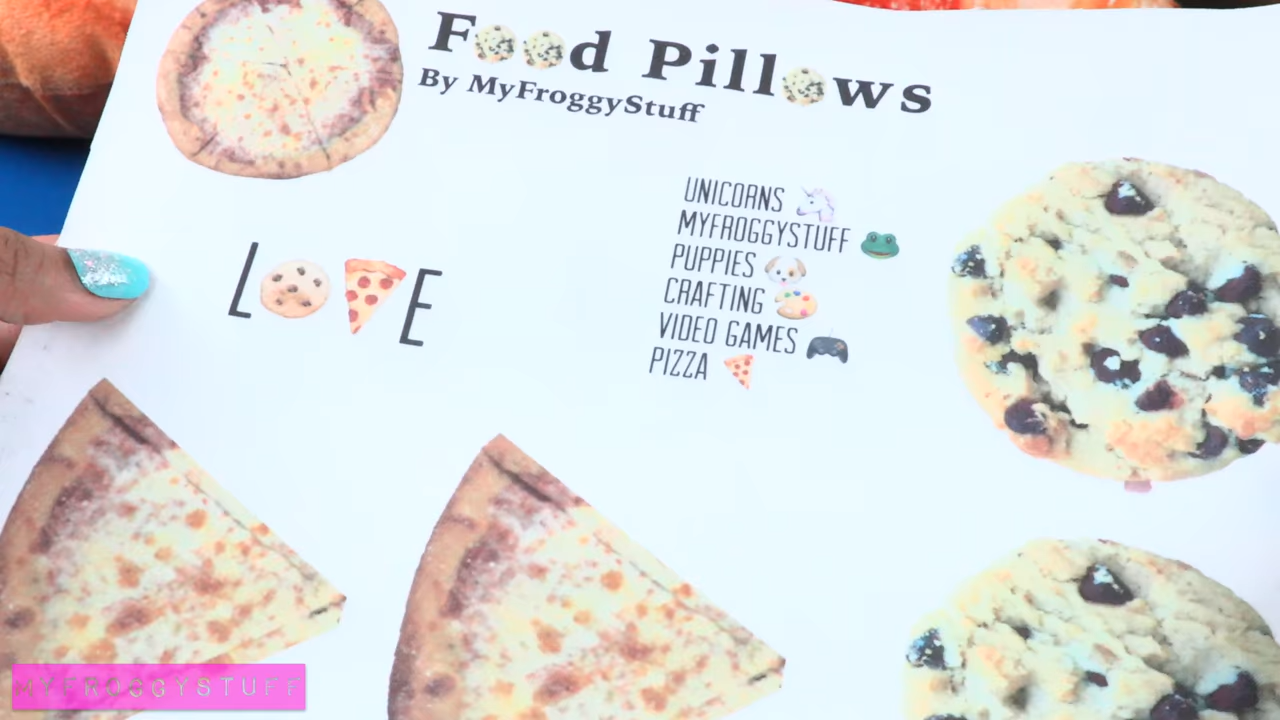 Food Pillows
By MyFroggyStuff
UNICORNS
MYFROGGYSTUFF
PUPPIES
CRAFTING
VIDEO GAMES
PIZZA
LOVE
MYFROGGYSTUFF